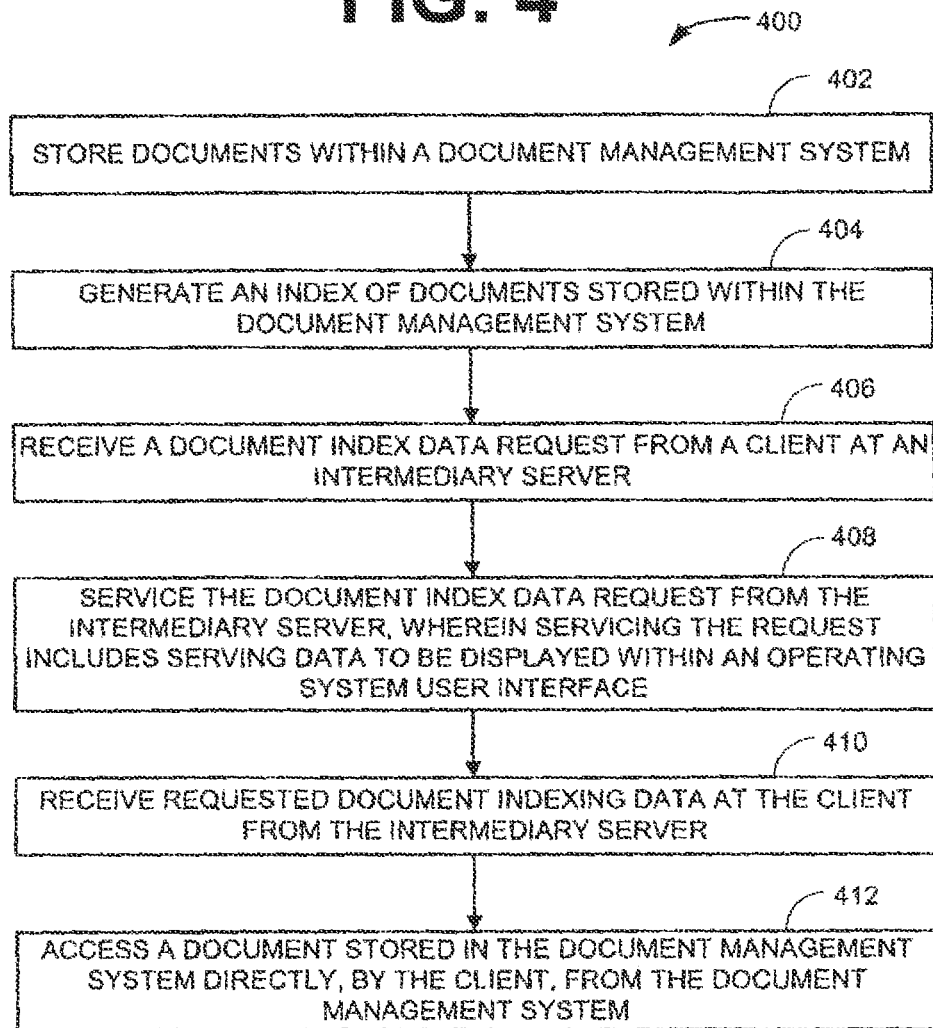 FIG. 4
400
402
STORE DOCUMENTS WITHIN A DOCUMENT MANAGEMENT SYSTEM
404
GENERATE AN INDEX OF DOCUMENTS STORED WITHIN THE
DOCUMENT MANAGEMENT SYSTEM
406
RECEIVE A DOCUMENT INDEX DATA REQUEST FROM A CLIENT AT AN
INTERMEDIARY SERVER
408
SERVICE THE DOCUMENT INDEX DATA REQUEST FROM THE
INTERMEDIARY SERVER, WHEREIN SERVICING THE REQUEST
INCLUDES SERVING DATA TO BE DISPLAYED WITHIN AN OPERATING
SYSTEM USER INTERFACE
410
RECEIVE REQUESTED DOCUMENT INDEXING DATA AT THE CLIENT
FROM THE INTERMEDIARY SERVER
412
ACCESS A DOCUMENT STORED IN THE DOCUMENT MANAGEMENT
SYSTEM DIRECTLY, BY THE CLIENT, FROM THE DOCUMENT
MANAGEMENT SYSTEM